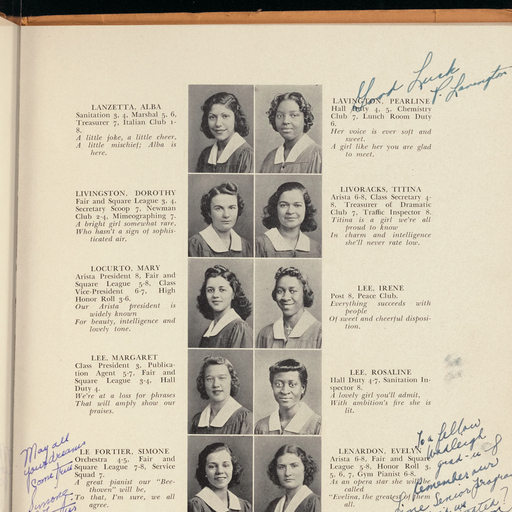 Good Luck
P. Lavington
LANZETTA, ALBA
Sanitation 3, 4, Marshal 5, 6,
Treasurer 7, Italian Club 1-
8.
A little joke, a little cheer,
A little mischief; Alba is
here.
LAVINGTON, PEARLINE
Hall Duty 4, 5, Chemistry
Club 7, Lunch Room Duty
6.
Her voice is ever soft and
sweet.
A girl like her you are glad
to meet.
LIVINGSTON, DOROTHY
Fair and Square League 3, 4,
Secretary Scoop 7, Newman
Club 2-4, Mimeographing 7.
A bright girl somewhat rare,
Who hasn't a sign of sophis-
ticated air.
LIVORACKS, TITINA
Arista 6-8, Class Secretary 4-
8, Treasurer of Dramatic
Club 7, Traffic Inspector 8.
Titina is a girl we're all
proud to know
In charm and intelligence
she'll never rate low.
LOCURTO, MARY
Arista President 8, Fair and
Square League 5-8, Class
Vice-President 6-7, High
Honor Roll 3-6.
Our Arista president is
widely known
For beauty, intelligence and
lovely tone.
LEE, IRENE
Post 8, Peace Club.
Everything succeeds with
people
Of sweet and cheerful disposi-
tion.
LEE, MARGARET
Class President 3, Publica-
tion Agent 5-7, Fair and
Square League 3-4, Hall
Duty 4.
We're at a loss for phrases
That will amply show our
praises.
LEE, ROSALINE
Hall Duty 4-7, Sanitation In-
spector 8.
A lovely girl you'll admit,
With ambition's fire she is
lit.
May all
your dreams
come true
Simone
LE FORTIER, SIMONE
Orchestra 4-5, Fair and
Square League 7-8, Service
Squad 7.
A great pianist our "Bee-
thoven" will be,
To that, I'm sure, we all
agree.
LENARDON, EVELYN
Arista 6-8, Fair and Square
League 5-8, Honor Roll 3,
5, 6, 7, Gym Pianist 6-8.
As an opera star she will be
called
"Evelina, the greatest of them
all.
To a fellow
Wadleigh
grad-is
remember our
Senior